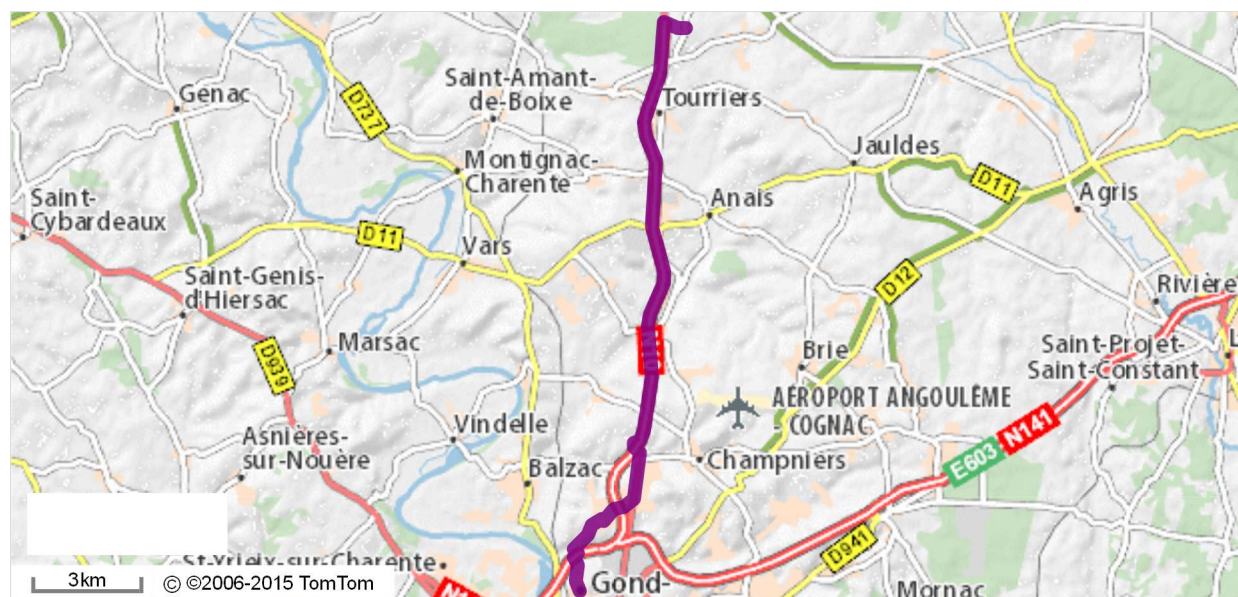 Genac
D737
Saint-Amant-
de-Boixe
Tourriers
Jauldes
Montignac-
Charente
D11
Agris
Saint-
Cybardeaux
Anais
D11
Vars
Saint-Genis-
d'Hiersac
D12
Rivière
Marsac
D939
Brie
Saint-Projet-
Saint-Constant
L
AÉROPORT ANGOULÊME
- COGNAC
Vindelle
Asnières-
sur-Nouère
Balzac
Champniers
E603
N141
D941
St-Yrieix-sur-Charente
Gond-
Mornac
3km
© ©2006-2015 TomTom